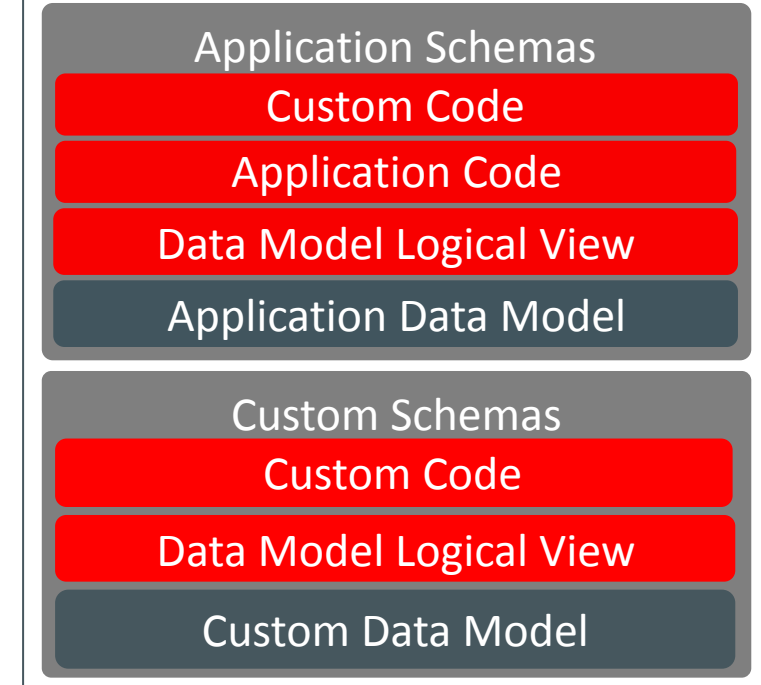 Application Schemas
Custom Code
Application Code
Data Model Logical View
Application Data Model
Custom Schemas
Custom Code
Data Model Logical View
Custom Data Model